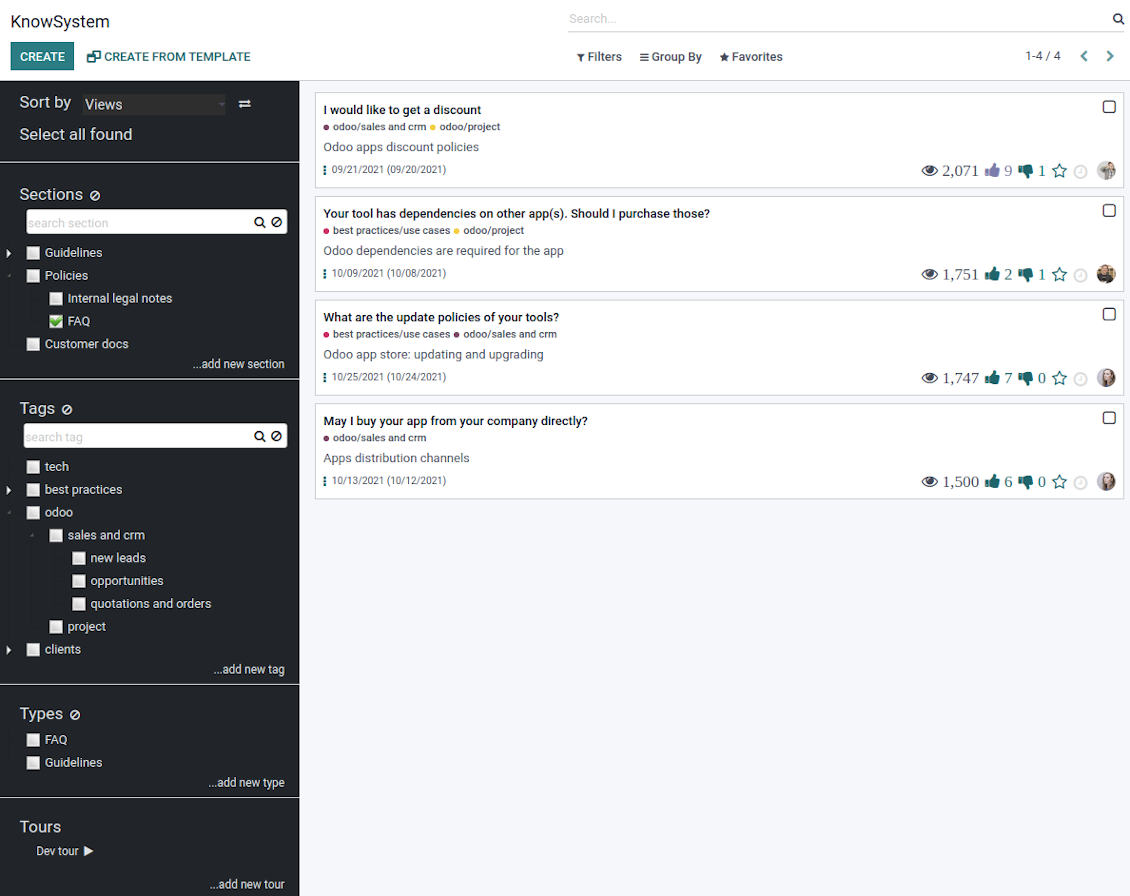 KnowSystem
Search...
CREATE
CREATE FROM TEMPLATE
Filters
Group By
Favorites
1-4 / 4
Sort by
Views
Select all found
Sections
search section
Guidelines
Policies
Internal legal notes
FAQ
Customer docs
...add new section
Tags
search tag
tech
best practices
odoo
sales and crm
new leads
opportunities
quotations and orders
project
clients
...add new tag
Types
FAQ
Guidelines
...add new type
Tours
Dev tour
...add new tour
I would like to get a discount
odoo/sales and crm odoo/project
Odoo apps discount policies
09/21/2021 (09/20/2021)
2,071 9 1
Your tool has dependencies on other app(s). Should I purchase those?
best practices/use cases odoo/project
Odoo dependencies are required for the app
10/09/2021 (10/08/2021)
1,751 2 1
What are the update policies of your tools?
best practices/use cases odoo/sales and crm
Odoo app store: updating and upgrading
10/25/2021 (10/24/2021)
1,747 7 0
May I buy your app from your company directly?
odoo/sales and crm
Apps distribution channels
10/13/2021 (10/12/2021)
1,500 6 0